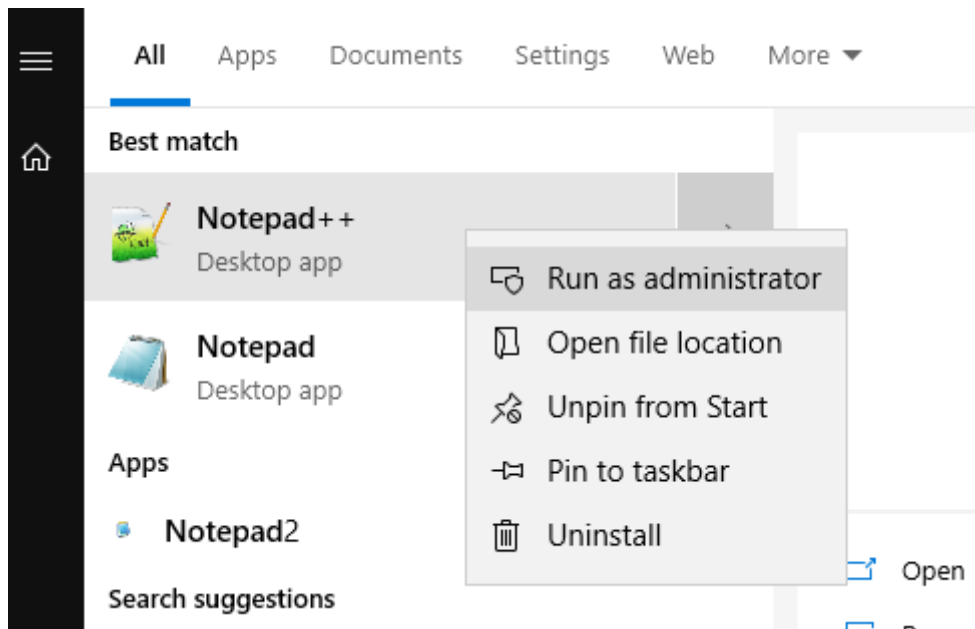 All Apps Documents Settings Web More
Best match
Notepad++
Desktop app
Run as administrator
Open file location
Unpin from Start
Pin to taskbar
Uninstall
Notepad
Desktop app
Apps
Notepad2
Search suggestions
Open